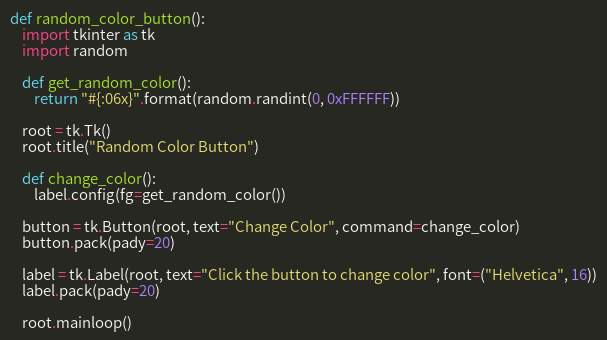 def random_color_button():
    import tkinter as tk
    import random

    def get_random_color():
        return "#{:06x}".format(random.randint(0, 0xFFFFFF))

    root = tk.Tk()
    root.title("Random Color Button")

    def change_color():
        label.config(fg=get_random_color())

    button = tk.Button(root, text="Change Color", command=change_color)
    button.pack(pady=20)

    label = tk.Label(root, text="Click the button to change color", font=("Helvetica", 16))
    label.pack(pady=20)

    root.mainloop()